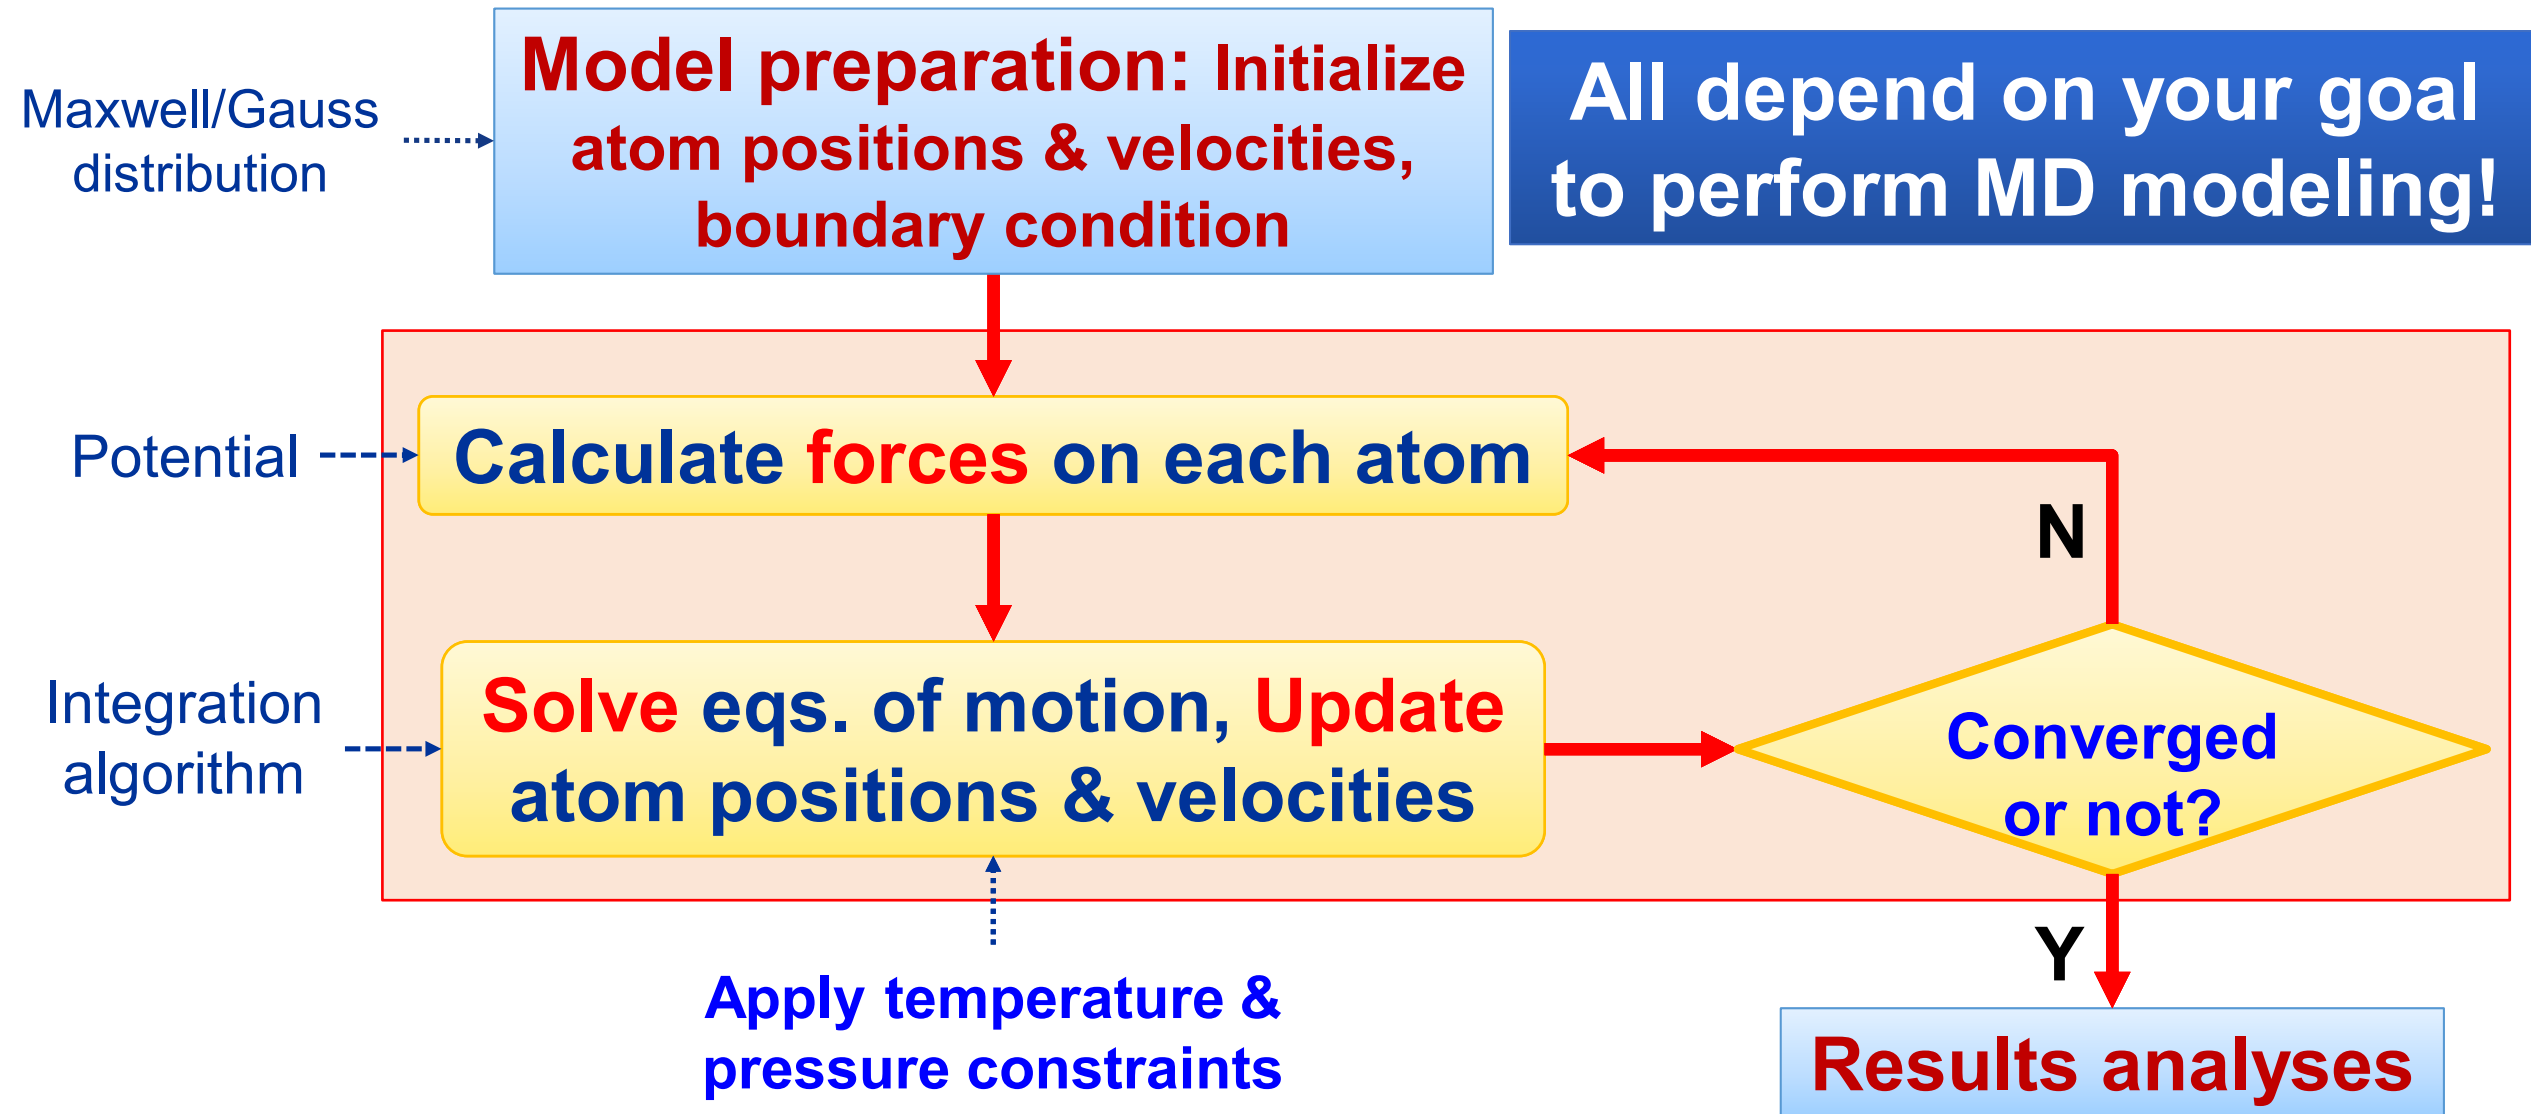 Maxwell/Gauss
distribution
Model preparation: Initialize
atom positions & velocities,
boundary condition
All depend on your goal
to perform MD modeling!
Potential
Calculate forces on each atom
N
Integration
algorithm
Solve eqs. of motion, Update
atom positions & velocities
Converged
or not?
Y
Apply temperature &
pressure constraints
Results analyses